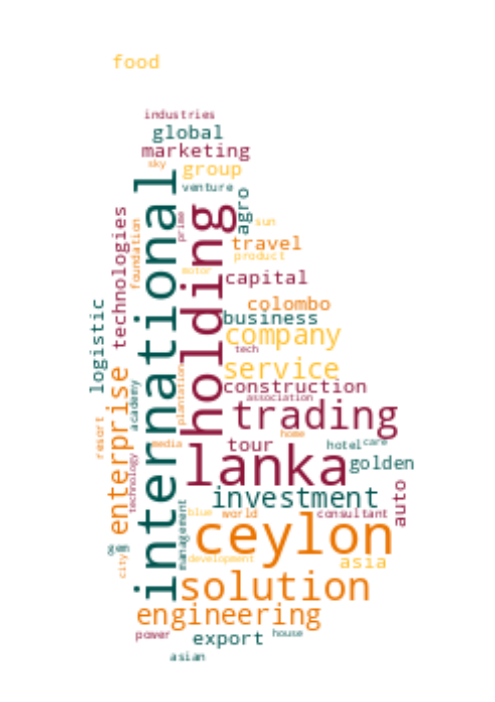 food
industries
global
marketing
sky
group
venture
international
holding
agro
prime
sun
technologies
foundation
travel
product
motor
capital
logistic
colombo
business
company
tech
service
enterprise
academy
plantation
construction
association
trading
resort
home
media
tour
hotel
care
lanka
golden
technology
investment
auto
management
blue
world
consultant
ceylon
city
development
asia
solution
engineering
power
export
house
asian